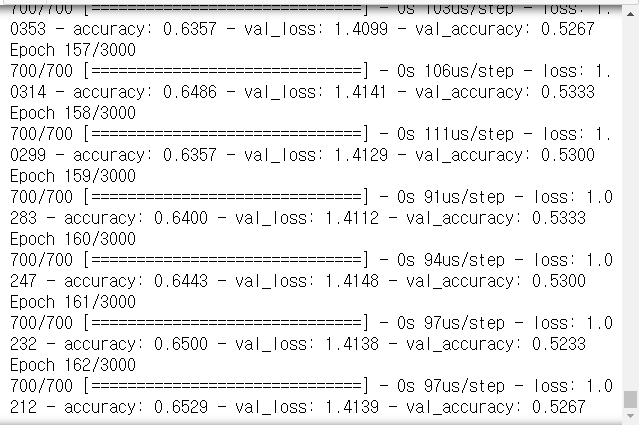 700/700 [==============================] - 0s 103us/step - loss: 1.
0353 - accuracy: 0.6357 - val_loss: 1.4099 - val_accuracy: 0.5267
Epoch 157/3000
700/700 [==============================] - 0s 106us/step - loss: 1.
0314 - accuracy: 0.6486 - val_loss: 1.4141 - val_accuracy: 0.5333
Epoch 158/3000
700/700 [==============================] - 0s 111us/step - loss: 1.
0299 - accuracy: 0.6357 - val_loss: 1.4129 - val_accuracy: 0.5300
Epoch 159/3000
700/700 [==============================] - 0s 91us/step - loss: 1.0
283 - accuracy: 0.6400 - val_loss: 1.4112 - val_accuracy: 0.5333
Epoch 160/3000
700/700 [==============================] - 0s 94us/step - loss: 1.0
247 - accuracy: 0.6443 - val_loss: 1.4148 - val_accuracy: 0.5300
Epoch 161/3000
700/700 [==============================] - 0s 97us/step - loss: 1.0
232 - accuracy: 0.6500 - val_loss: 1.4138 - val_accuracy: 0.5233
Epoch 162/3000
700/700 [==============================] - 0s 97us/step - loss: 1.0
212 - accuracy: 0.6529 - val_loss: 1.4139 - val_accuracy: 0.5267